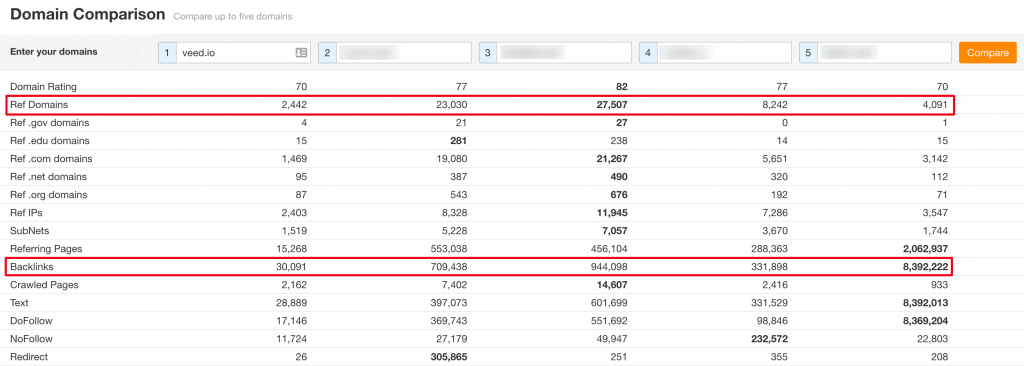 Domain Comparison Compare up to five domains
Enter your domains 1 veed.io 2 3 4 5 Compare
Domain Rating 70 77 82 77 70
Ref Domains 2,442 23,030 27,507 8,242 4,091
Ref .gov domains 4 21 27 0 1
Ref .edu domains 15 281 238 14 15
Ref .com domains 1,469 19,080 21,267 5,651 3,142
Ref .net domains 95 387 490 320 112
Ref .org domains 87 543 676 192 71
Ref IPs 2,403 8,328 11,945 7,286 3,547
SubNets 1,519 5,228 7,057 3,670 1,744
Referring Pages 15,268 553,038 456,104 288,363 2,062,937
Backlinks 30,091 709,438 944,098 331,898 8,392,222
Crawled Pages 2,162 7,402 14,607 2,416 933
Text 28,889 397,073 601,699 331,529 8,392,013
DoFollow 17,146 369,743 551,692 98,846 8,369,204
NoFollow 11,724 27,179 49,947 232,572 22,803
Redirect 26 305,865 251 355 208